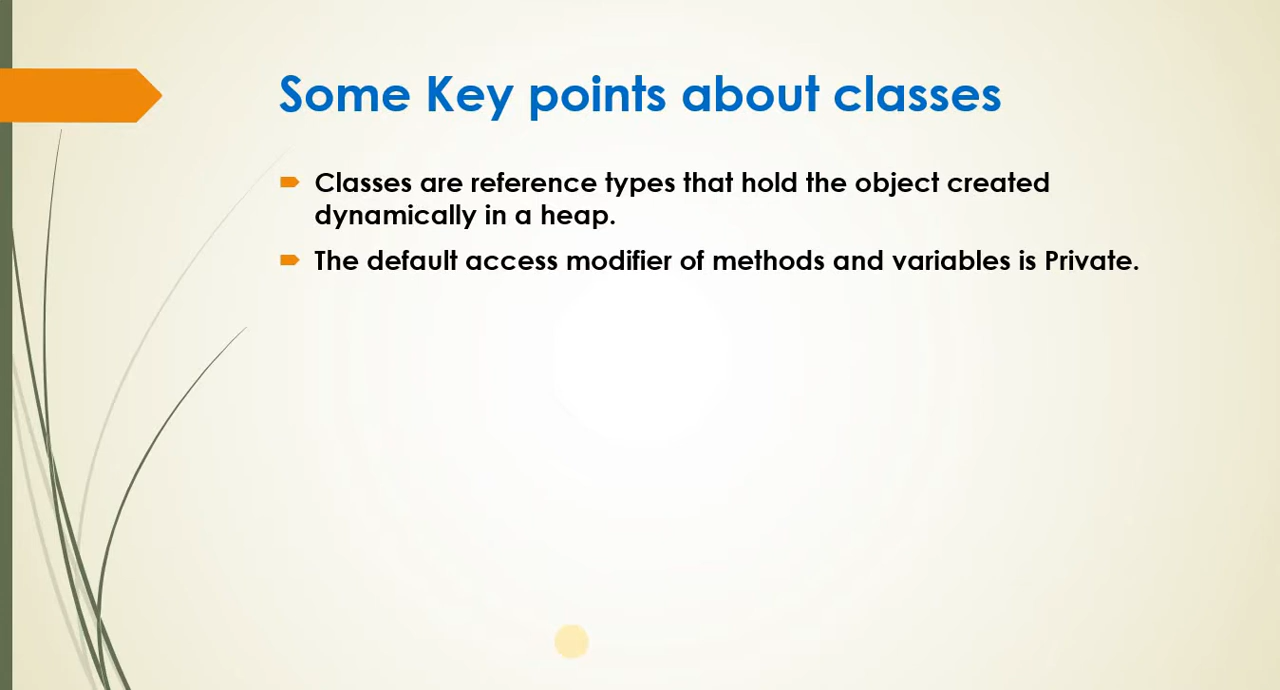 Some Key points about classes
Classes are reference types that hold the object created
dynamically in a heap.
The default access modifier of methods and variables is Private.